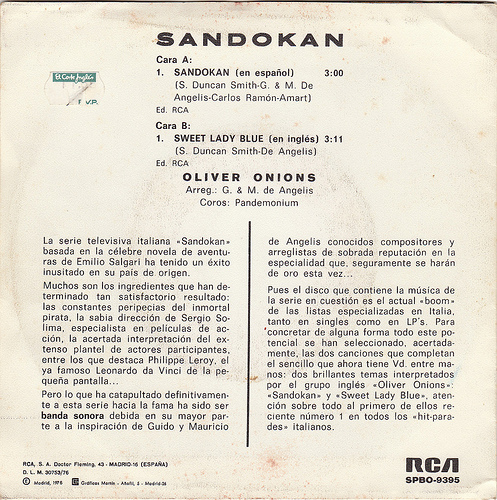 SANDOKAN
Cara A:
1. SANDOKAN (en español) 3:00
(S. Duncan Smith-G. & M. De
Angelis-Carlos Ramón-Amart)
Ed. RCA
El Corte Inglés
V.P.
Cara B:
1. SWEET LADY BLUE (en inglés) 3:11
(S. Duncan Smith-De Angelis)
Ed. RCA
OLIVER ONIONS
Arreg.: G. & M. de Angelis
Coros: Pandemonium
La serie televisiva italiana «Sandokan»
basada en la célebre novela de aventu-
ras de Emilio Salgari ha tenido un éxito
inusitado en su país de origen.
Muchos son los ingredientes que han de-
terminado tan satisfactorio resultado:
las constantes peripecias del inmortal
pirata, la sabia dirección de Sergio So-
lima, especialista en películas de ac-
ción, la acertada interpretación del ex-
tenso plantel de actores participantes,
entre los que destaca Philippe Leroy, el
ya famoso Leonardo da Vinci de la pe-
queña pantalla...
Pero lo que ha catapultado definitivamen-
te a esta serie hacia la fama ha sido ser
banda sonora debida en su mayor par-
te a la inspiración de Guido y Mauricio
de Angelis conocidos compositores y
arreglistas de sobrada reputación en la
especialidad que, seguramente se harán
de oro esta vez...
Pues el disco que contiene la música de
la serie en cuestión es el actual «boom»
de las listas especializadas en Italia,
tanto en singles como en LP's. Para
concretar de alguna forma todo este po-
tencial se han seleccionado, acertada-
mente, las dos canciones que completan
el sencillo que ahora tiene Vd. entre ma-
nos: dos brillantes temas interpretados
por el grupo inglés «Oliver Onions»:
«Sandokan» y «Sweet Lady Blue», aten-
ción sobre todo al primero de ellos re-
ciente número 1 en todos los «hit-para-
des» italianos.
RCA, S. A. Doctor Fleming, 43 - MADRID-16 (ESPAÑA)
D. L. M. 30753/76
Madrid, 1976 Gráficas Martín - 5 - Madrid-26
RCA
SPBO-9395